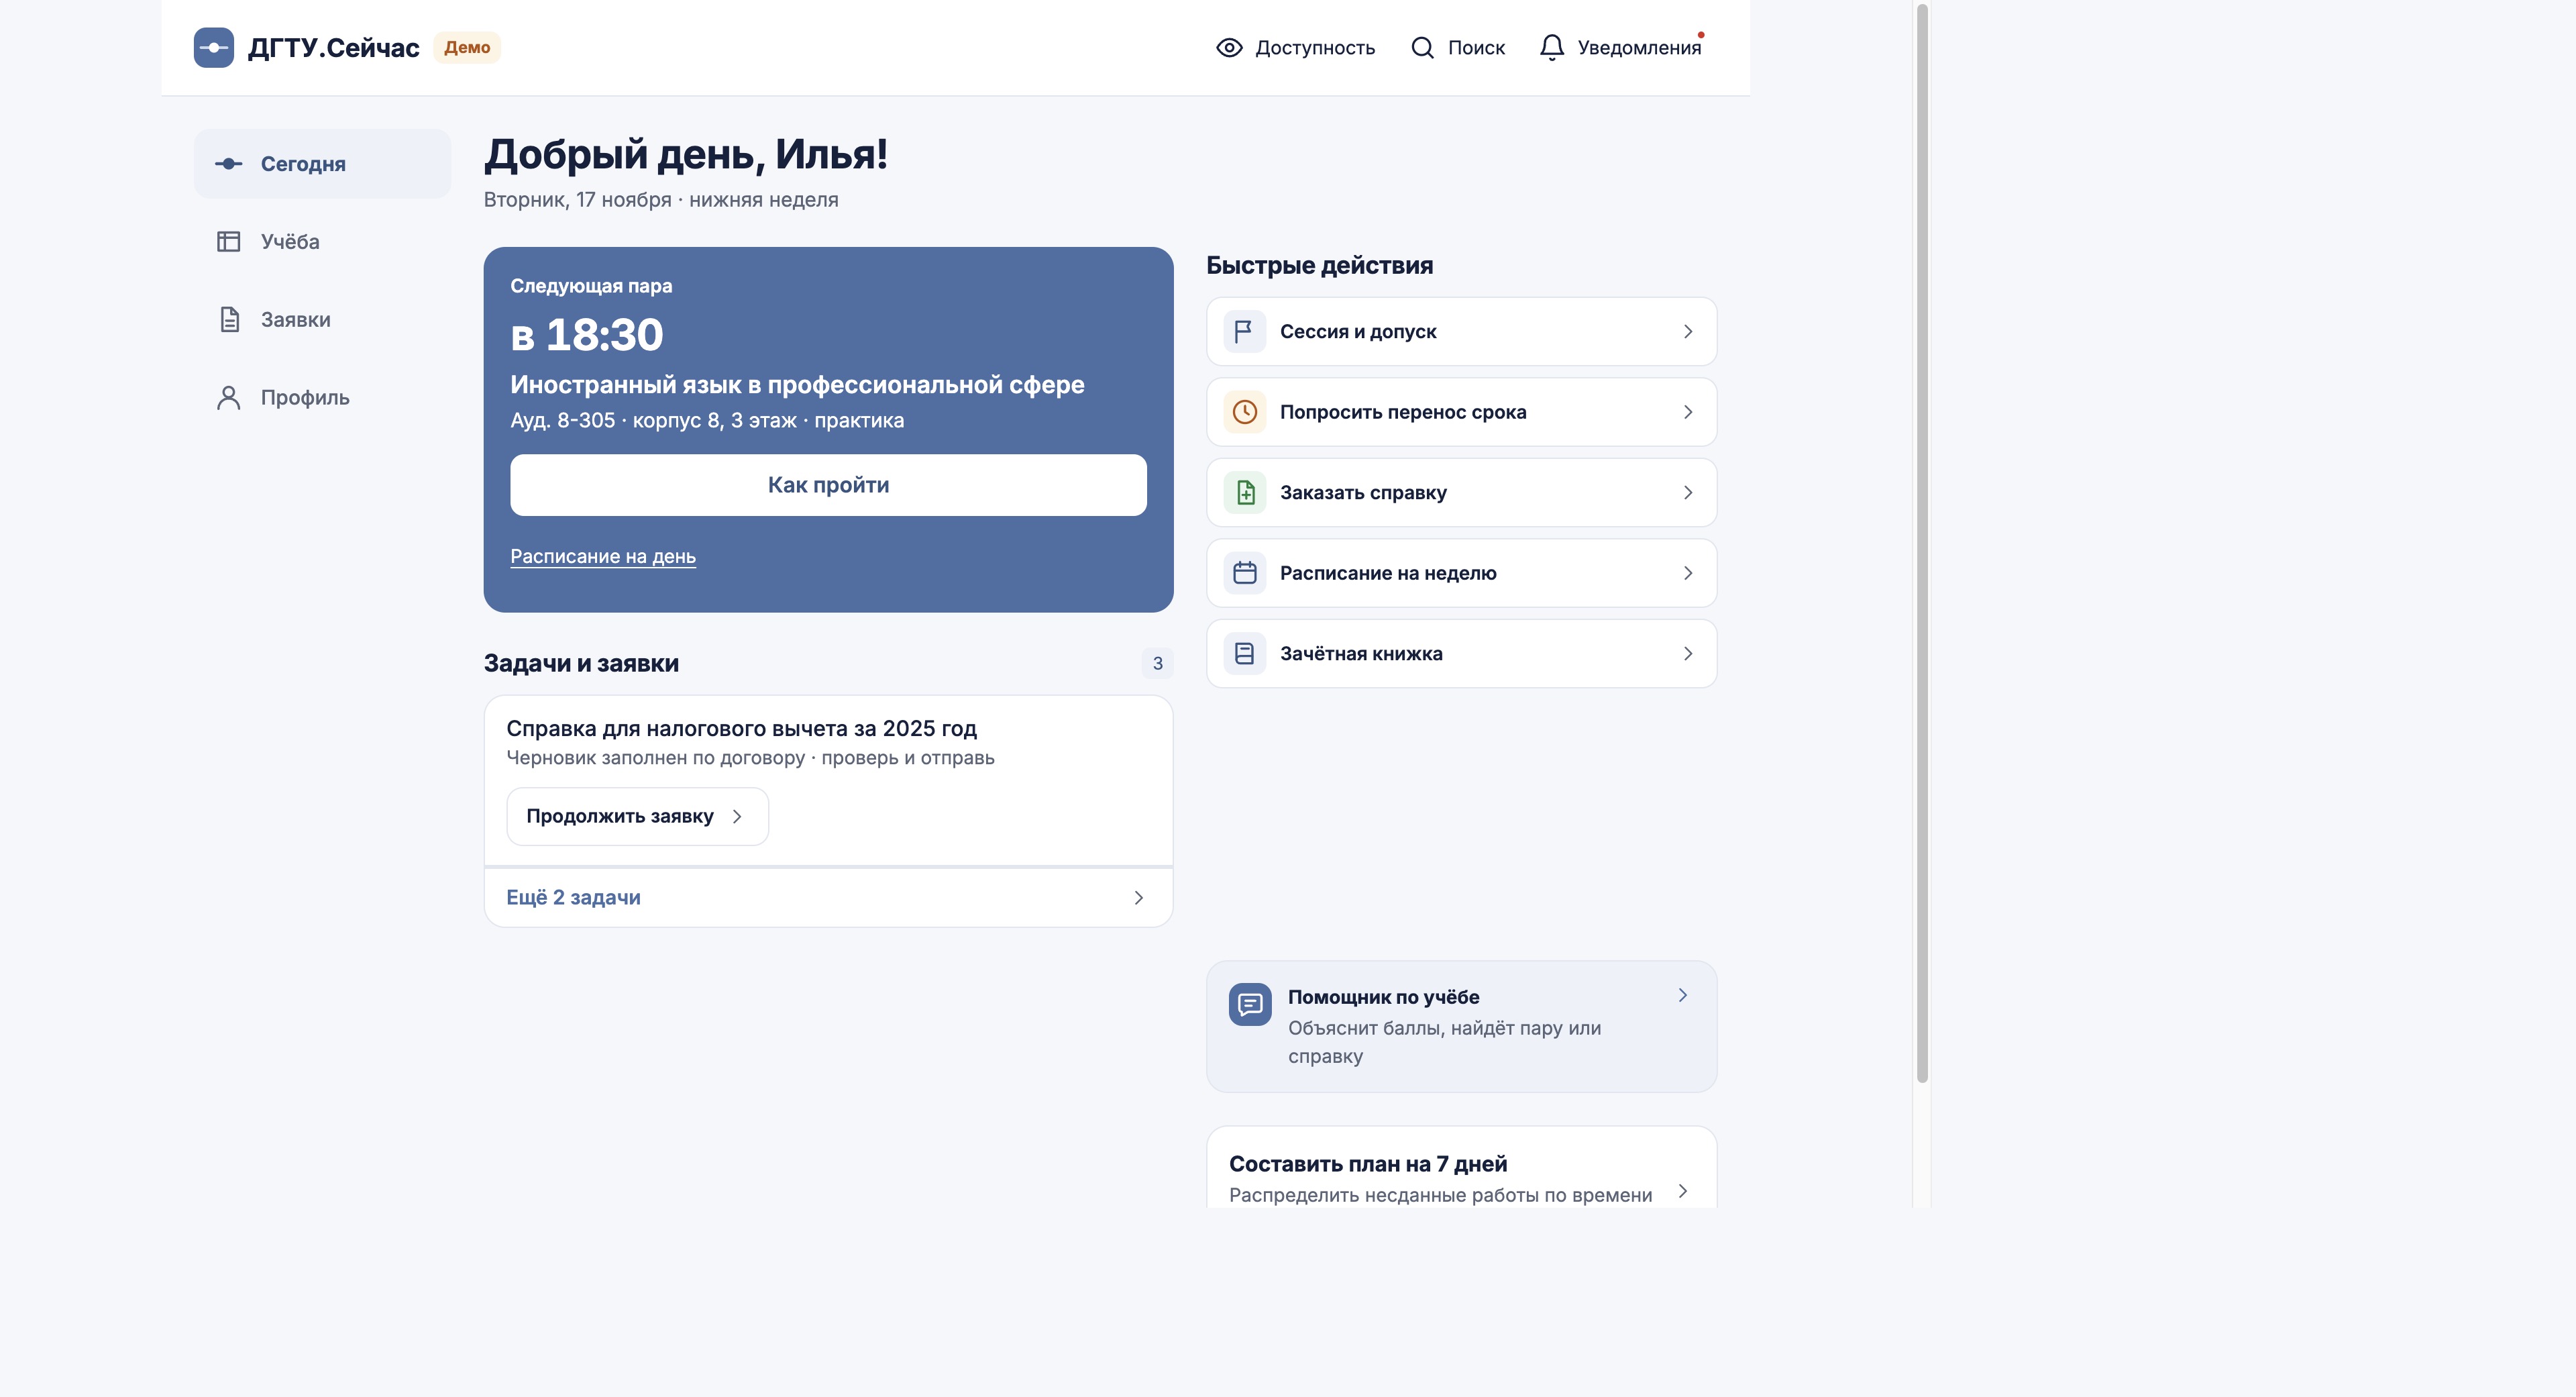 ДГТУ.Сейчас
Демо
Доступность
Поиск
Уведомления
Сегодня
Учёба
Заявки
Профиль
Добрый день, Илья!
Вторник, 17 ноября · нижняя неделя
Следующая пара
в 18:30
Иностранный язык в профессиональной сфере
Ауд. 8-305 · корпус 8, 3 этаж · практика
Как пройти
Расписание на день
Задачи и заявки
3
Справка для налогового вычета за 2025 год
Черновик заполнен по договору · проверь и отправь
Продолжить заявку
Ещё 2 задачи
Быстрые действия
Сессия и допуск
Попросить перенос срока
Заказать справку
Расписание на неделю
Зачётная книжка
Помощник по учёбе
Объяснит баллы, найдёт пару или
справку
Составить план на 7 дней
Распределить несданные работы по времени